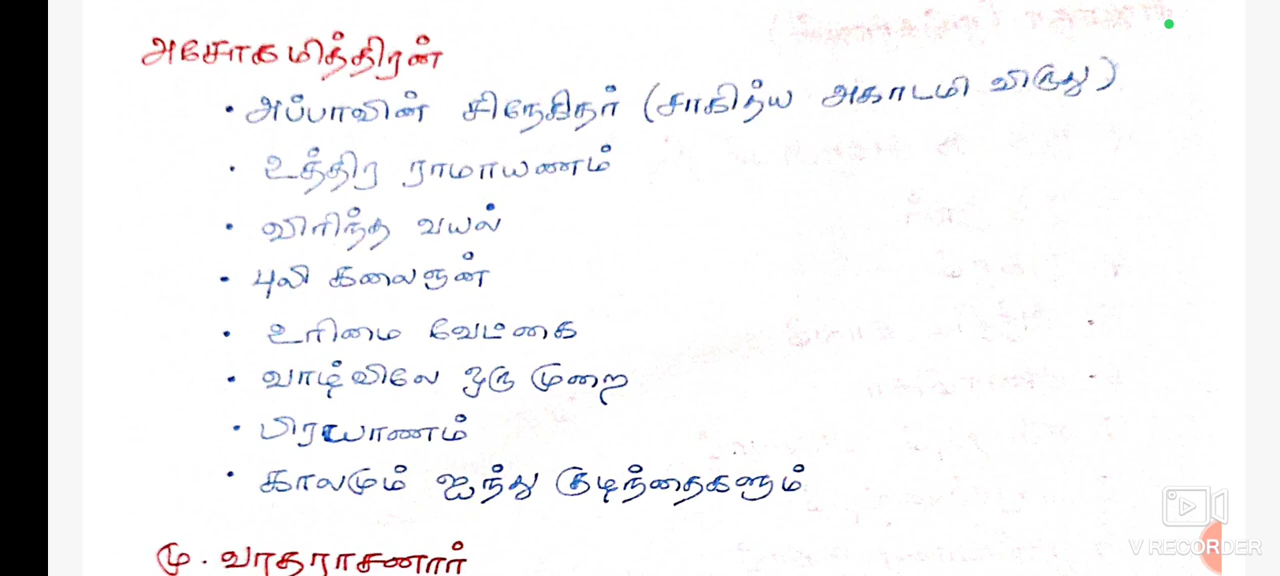 அசோகமித்திரன்
• அப்பாவின் சிநேகிதர் (சாகித்ய அகாடமி விருது)
• உத்திர ராமாயணம்
• விரிந்த வயல்
• புலி கலைஞன்
• உரிமை வேட்கை
• வாழ்விலே ஒரு முறை
• பிரயாணம்
• காலமும் ஐந்து குழந்தைகளும்
மு. வரதராசனார்
V RECORDER